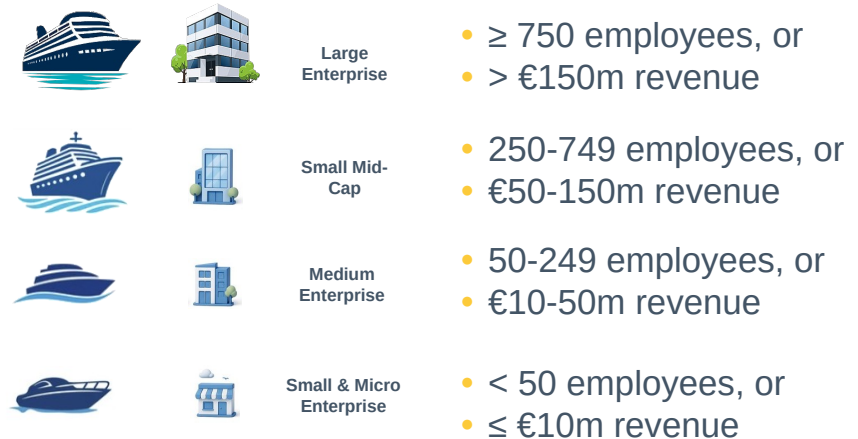 Large
Enterprise
• ≥ 750 employees, or
• > €150m revenue
Small Mid-
Cap
• 250-749 employees, or
• €50-150m revenue
Medium
Enterprise
• 50-249 employees, or
• €10-50m revenue
Small & Micro
Enterprise
• < 50 employees, or
• ≤ €10m revenue